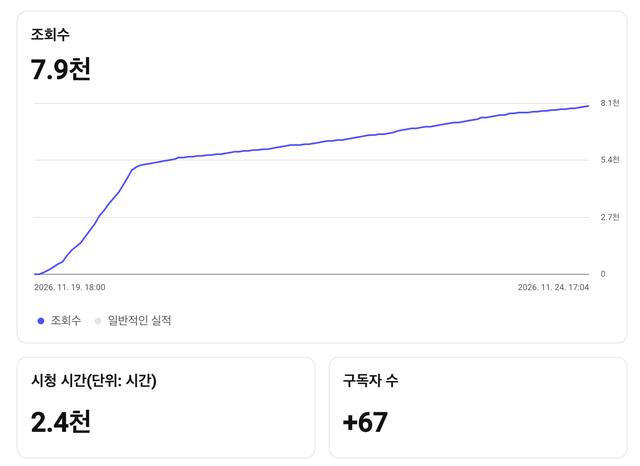 조회수
7.9천
8.1천
5.4천
2.7천
0
2026. 11. 19. 18:00
2026. 11. 24. 17:04
조회수
일반적인 실적
시청 시간(단위: 시간)
2.4천
구독자 수
+67